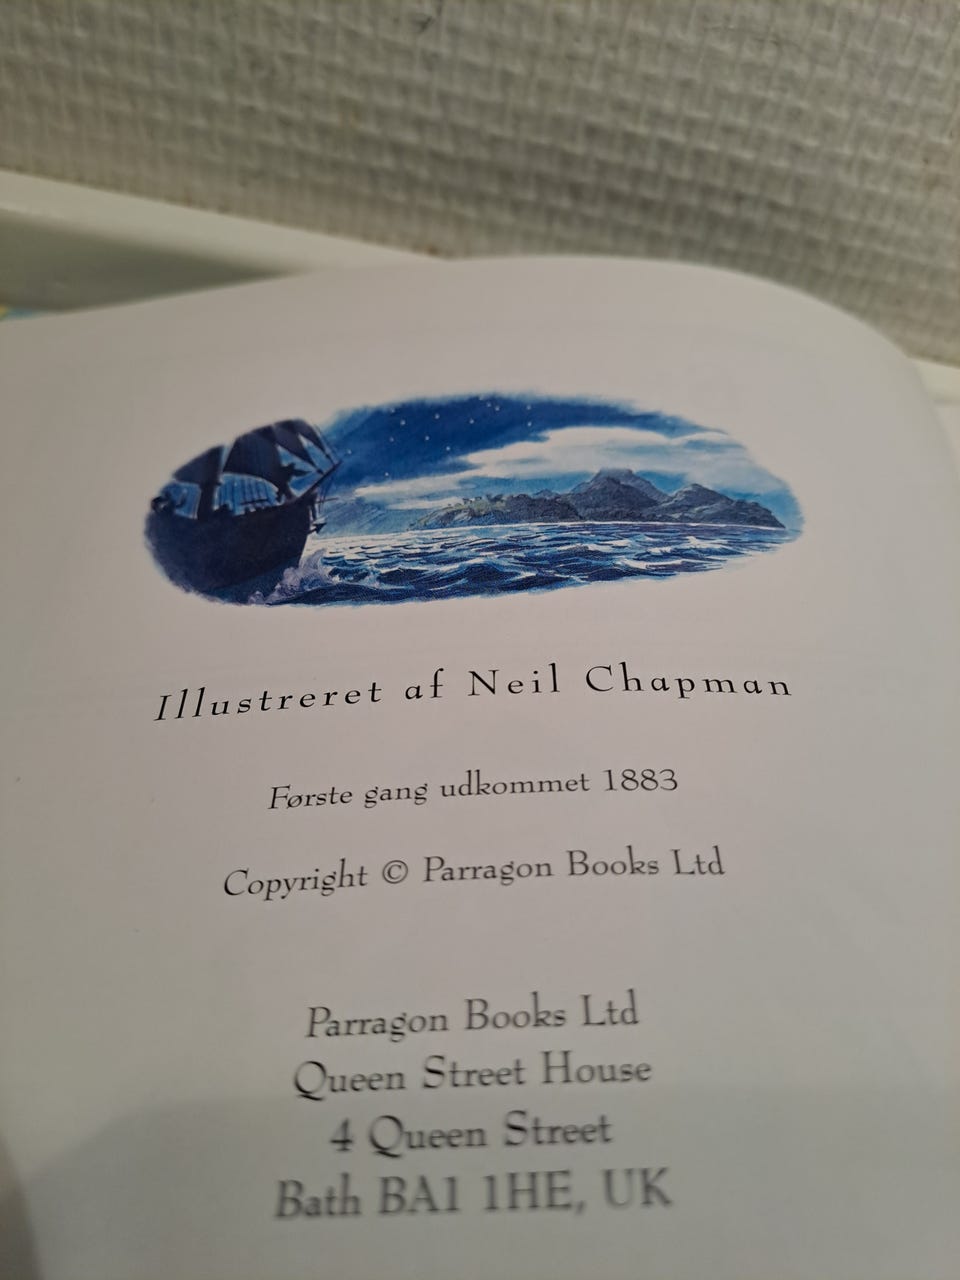 Illustreret af Neil Chapman
Første gang udkommet 1883
Copyright © Parragon Books Ltd
Parragon Books Ltd
Queen Street House
4 Queen Street
Bath BA1 1HE, UK